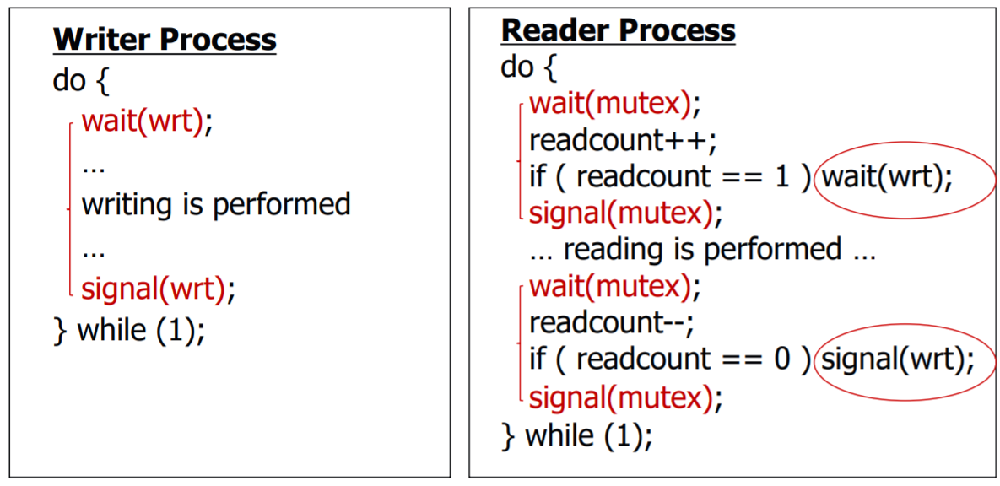 Writer Process
do {
wait(wrt);
...
writing is performed
...
signal(wrt);
} while (1);
Reader Process
do {
wait(mutex);
readcount++;
if ( readcount == 1 ) wait(wrt);
signal(mutex);
... reading is performed ...
wait(mutex);
readcount--;
if ( readcount == 0 ) signal(wrt);
signal(mutex);
} while (1);